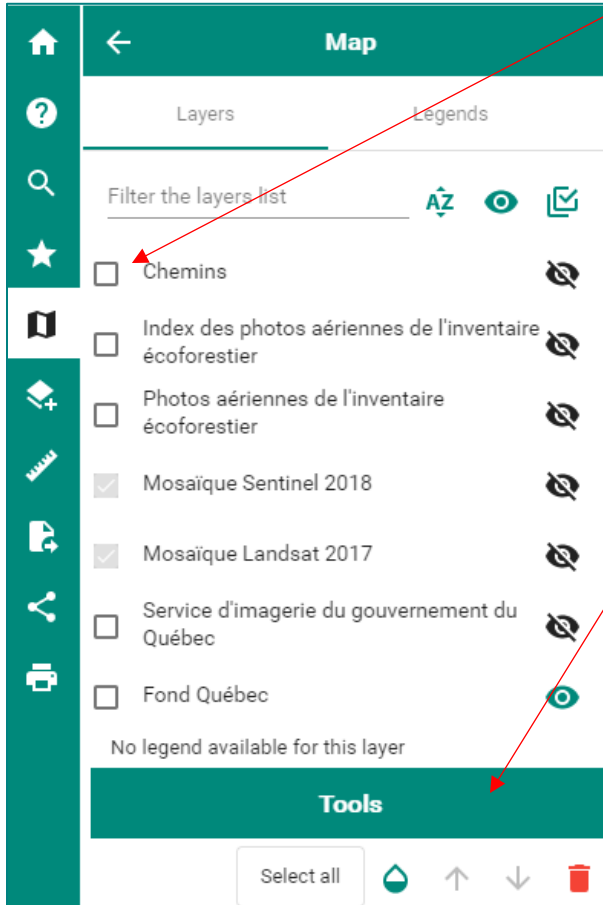 Map
Layers
Legends
Filter the layers list
AZ
Chemins
Index des photos aériennes de l'inventaire
écoforestier
Photos aériennes de l'inventaire
écoforestier
Mosaïque Sentinel 2018
Mosaïque Landsat 2017
Service d'imagerie du gouvernement du
Québec
Fond Québec
No legend available for this layer
Tools
Select all